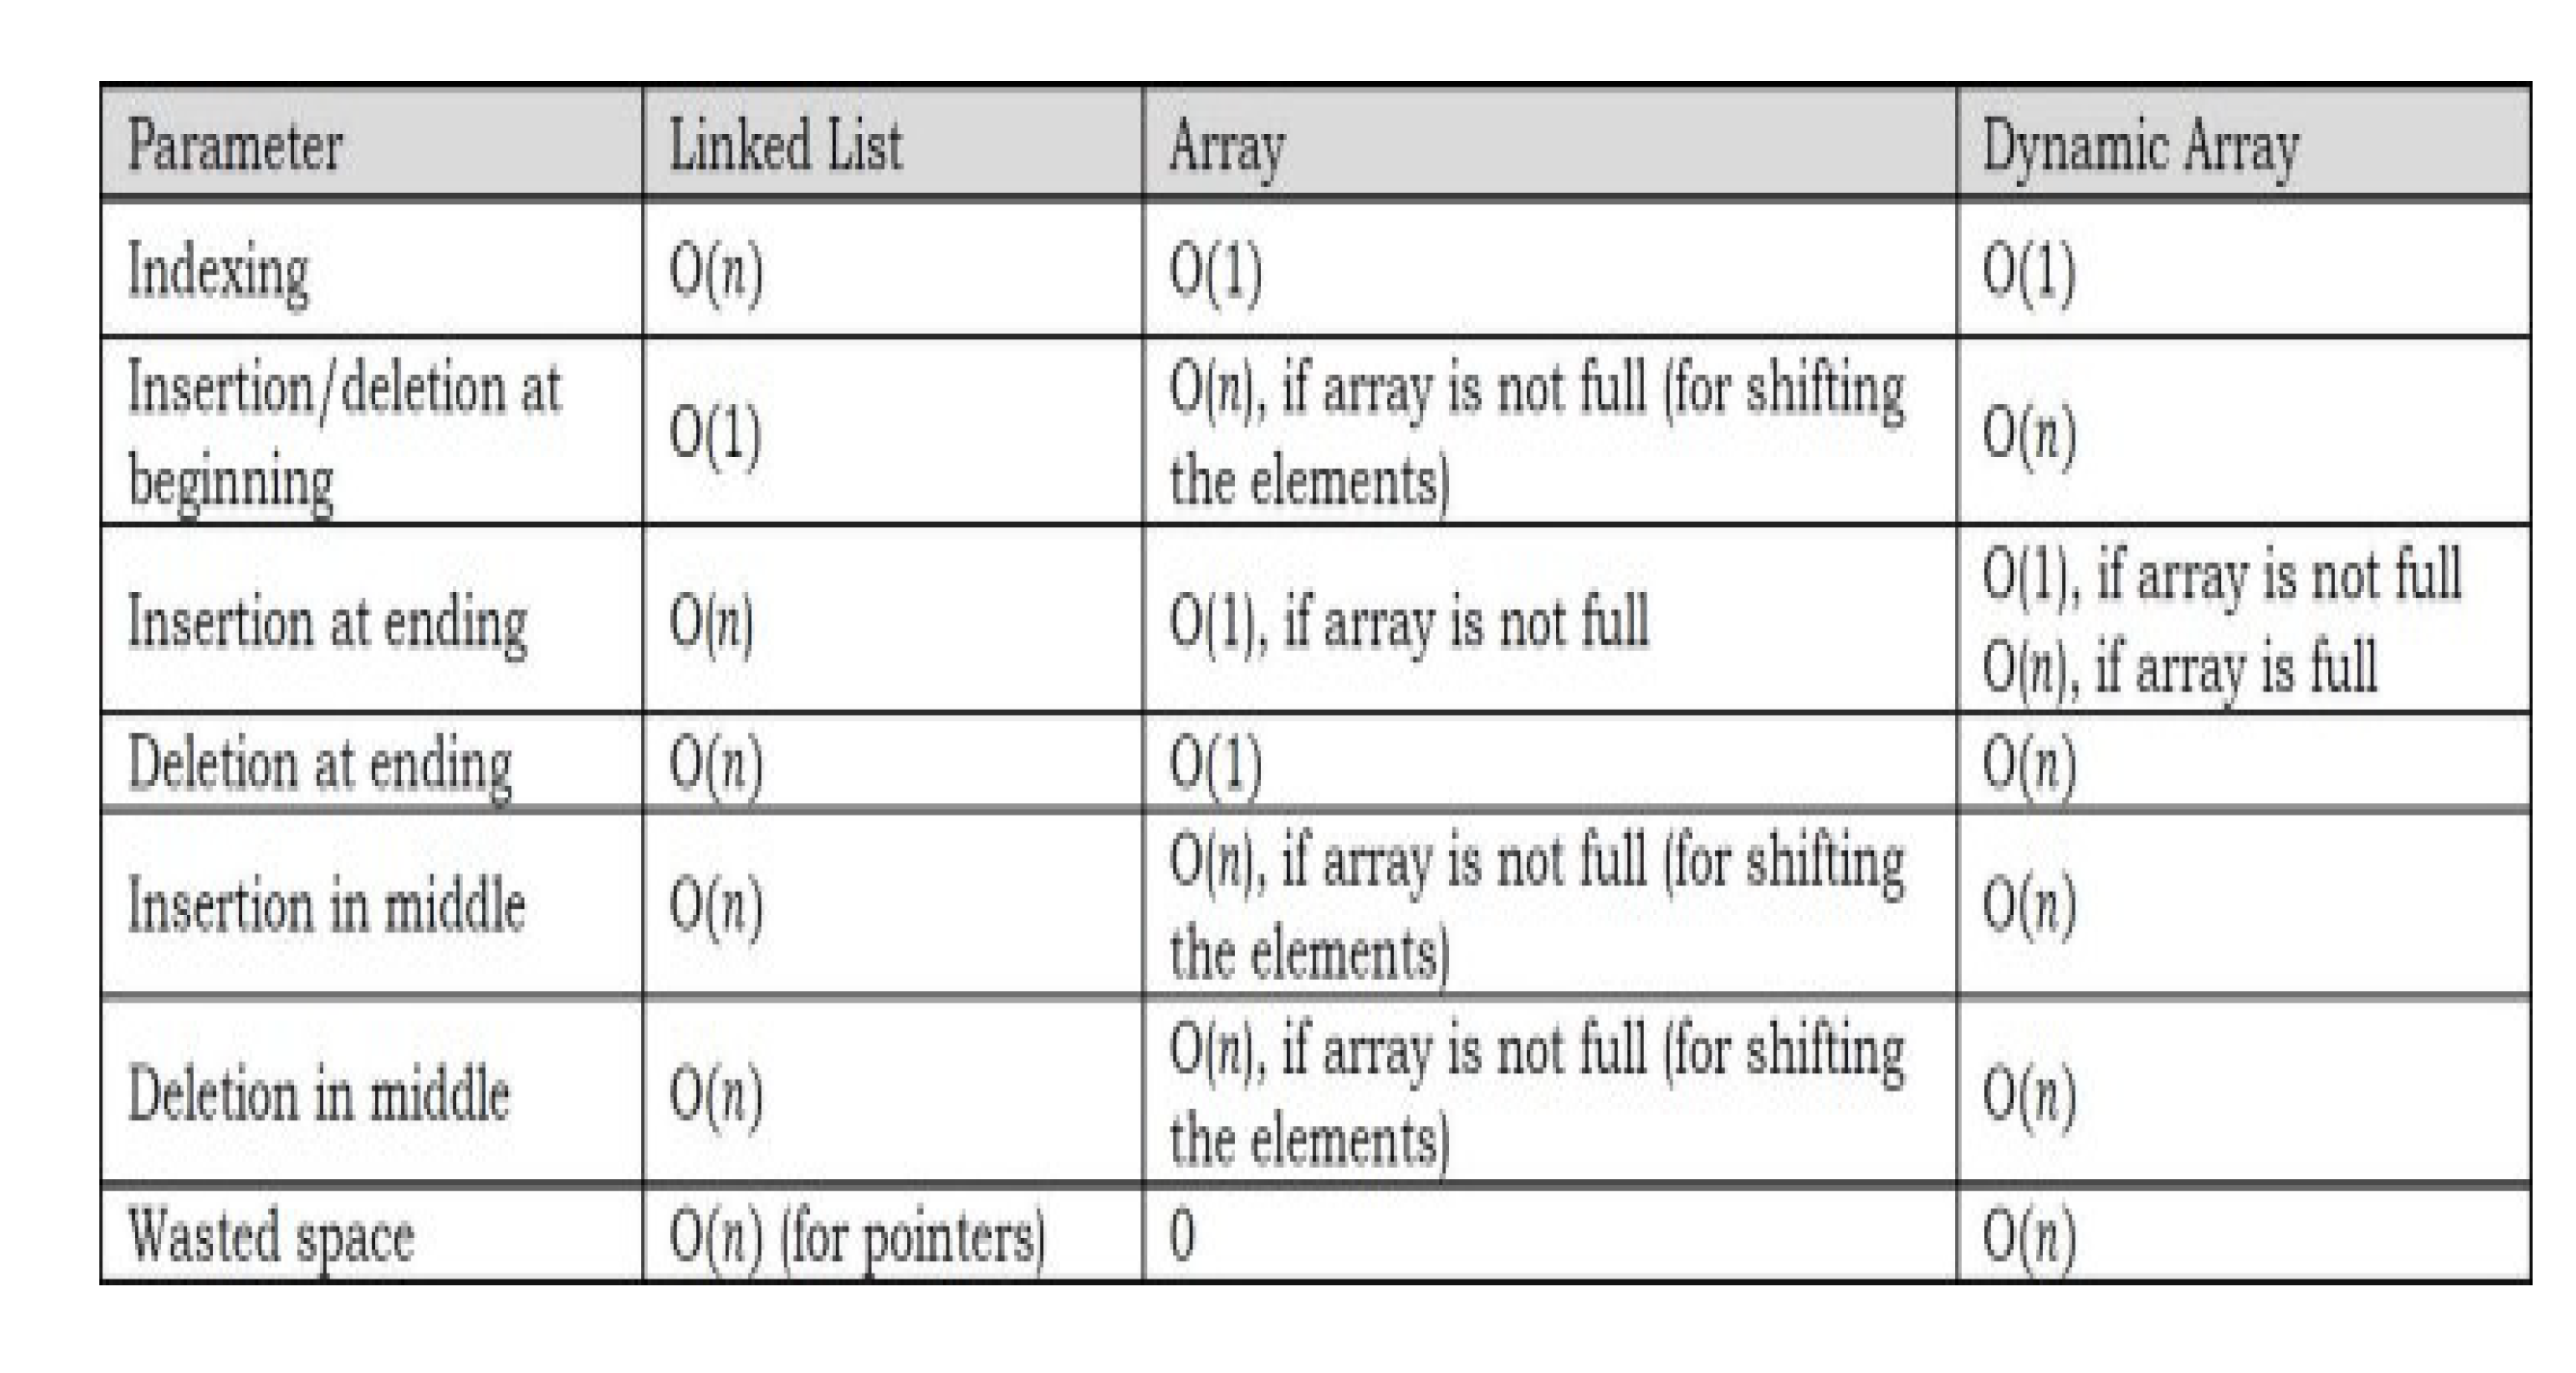 Parameter Linked List Array Dynamic Array
Indexing O(n) O(1) O(1)
Insertion/deletion at
beginning
O(1)
O(n), if array is not full (for shifting
the elements)
O(n)
Insertion at ending
O(n)
O(1), if array is not full
O(1), if array is not full
O(n), if array is full
Deletion at ending O(n) O(1) O(n)
Insertion in middle
O(n)
O(n), if array is not full (for shifting
the elements)
O(n)
Deletion in middle
O(n)
O(n), if array is not full (for shifting
the elements)
O(n)
Wasted space O(n) (for pointers) 0 O(n)